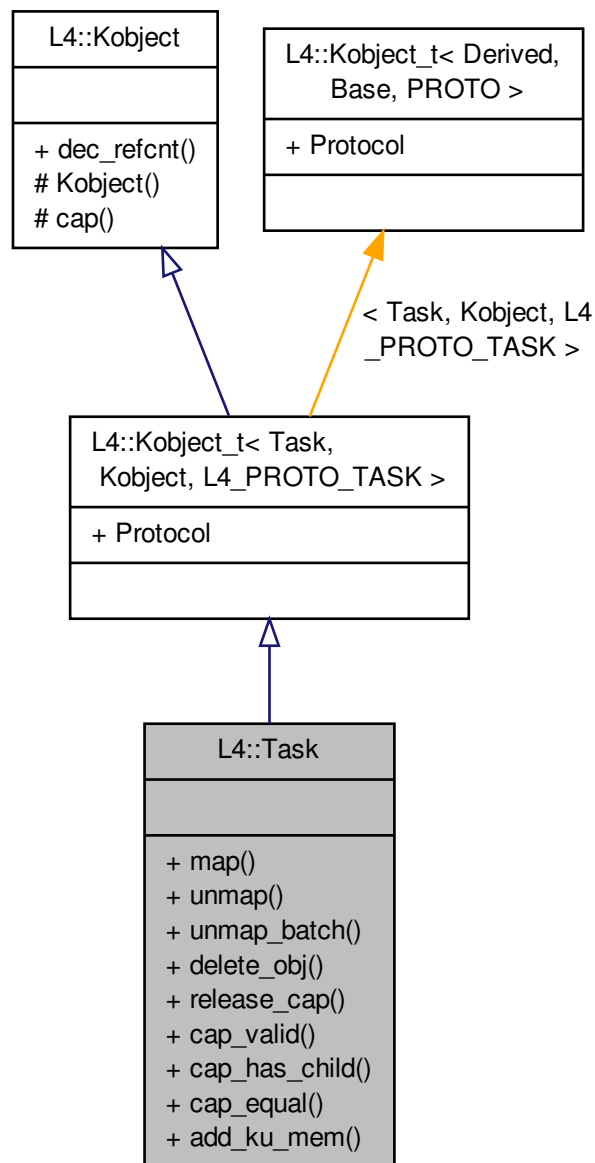 L4::Kobject
+ dec_refcnt()
# Kobject()
# cap()
L4::Kobject_t< Derived,
Base, PROTO >
+ Protocol
< Task, Kobject, L4
_PROTO_TASK >
L4::Kobject_t< Task,
Kobject, L4_PROTO_TASK >
+ Protocol
L4::Task
+ map()
+ unmap()
+ unmap_batch()
+ delete_obj()
+ release_cap()
+ cap_valid()
+ cap_has_child()
+ cap_equal()
+ add_ku_mem()